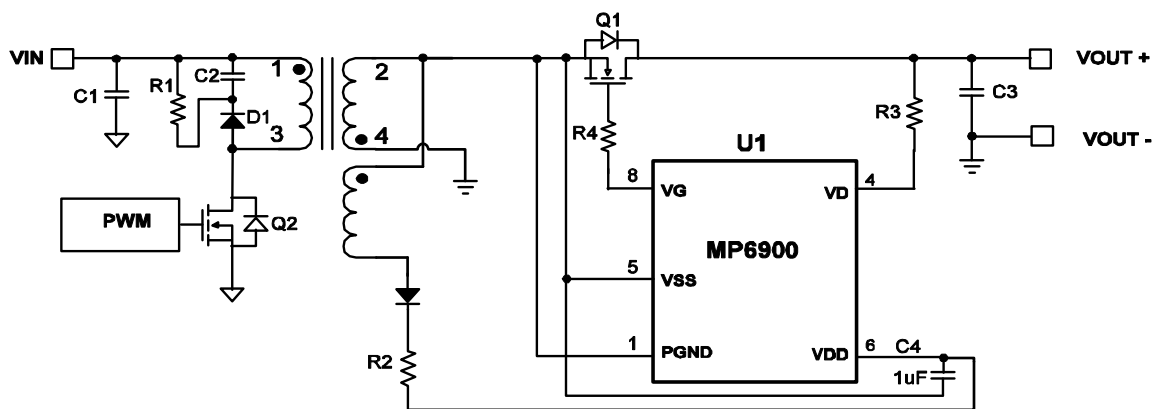 Q1
VIN
1
2
VOUT +
C2
R1
C1
D1
C3
R3
3
4
R4
VOUT -
U1
8
VG
VD
4
PWM
Q2
MP6900
5
VSS
1
PGND
VDD
6
C4
R2
1uF